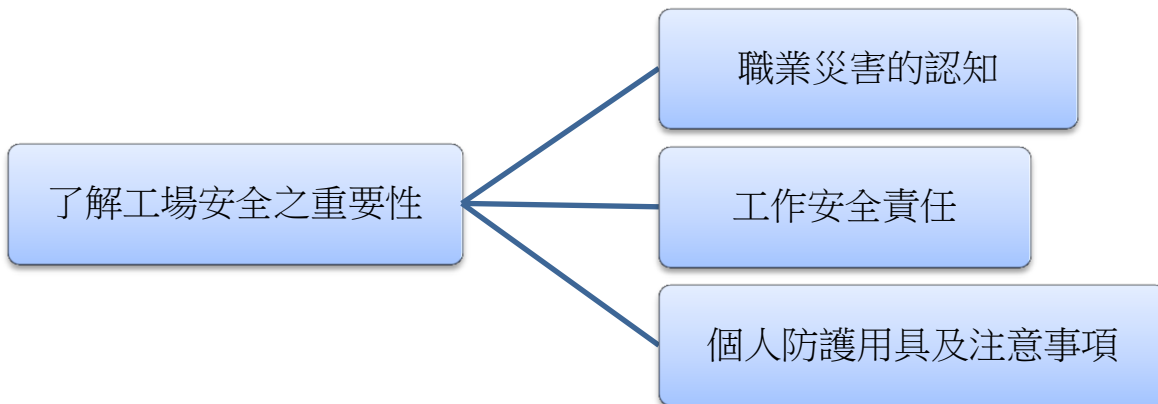 了解工場安全之重要性
職業災害的認知
工作安全責任
個人防護用具及注意事項